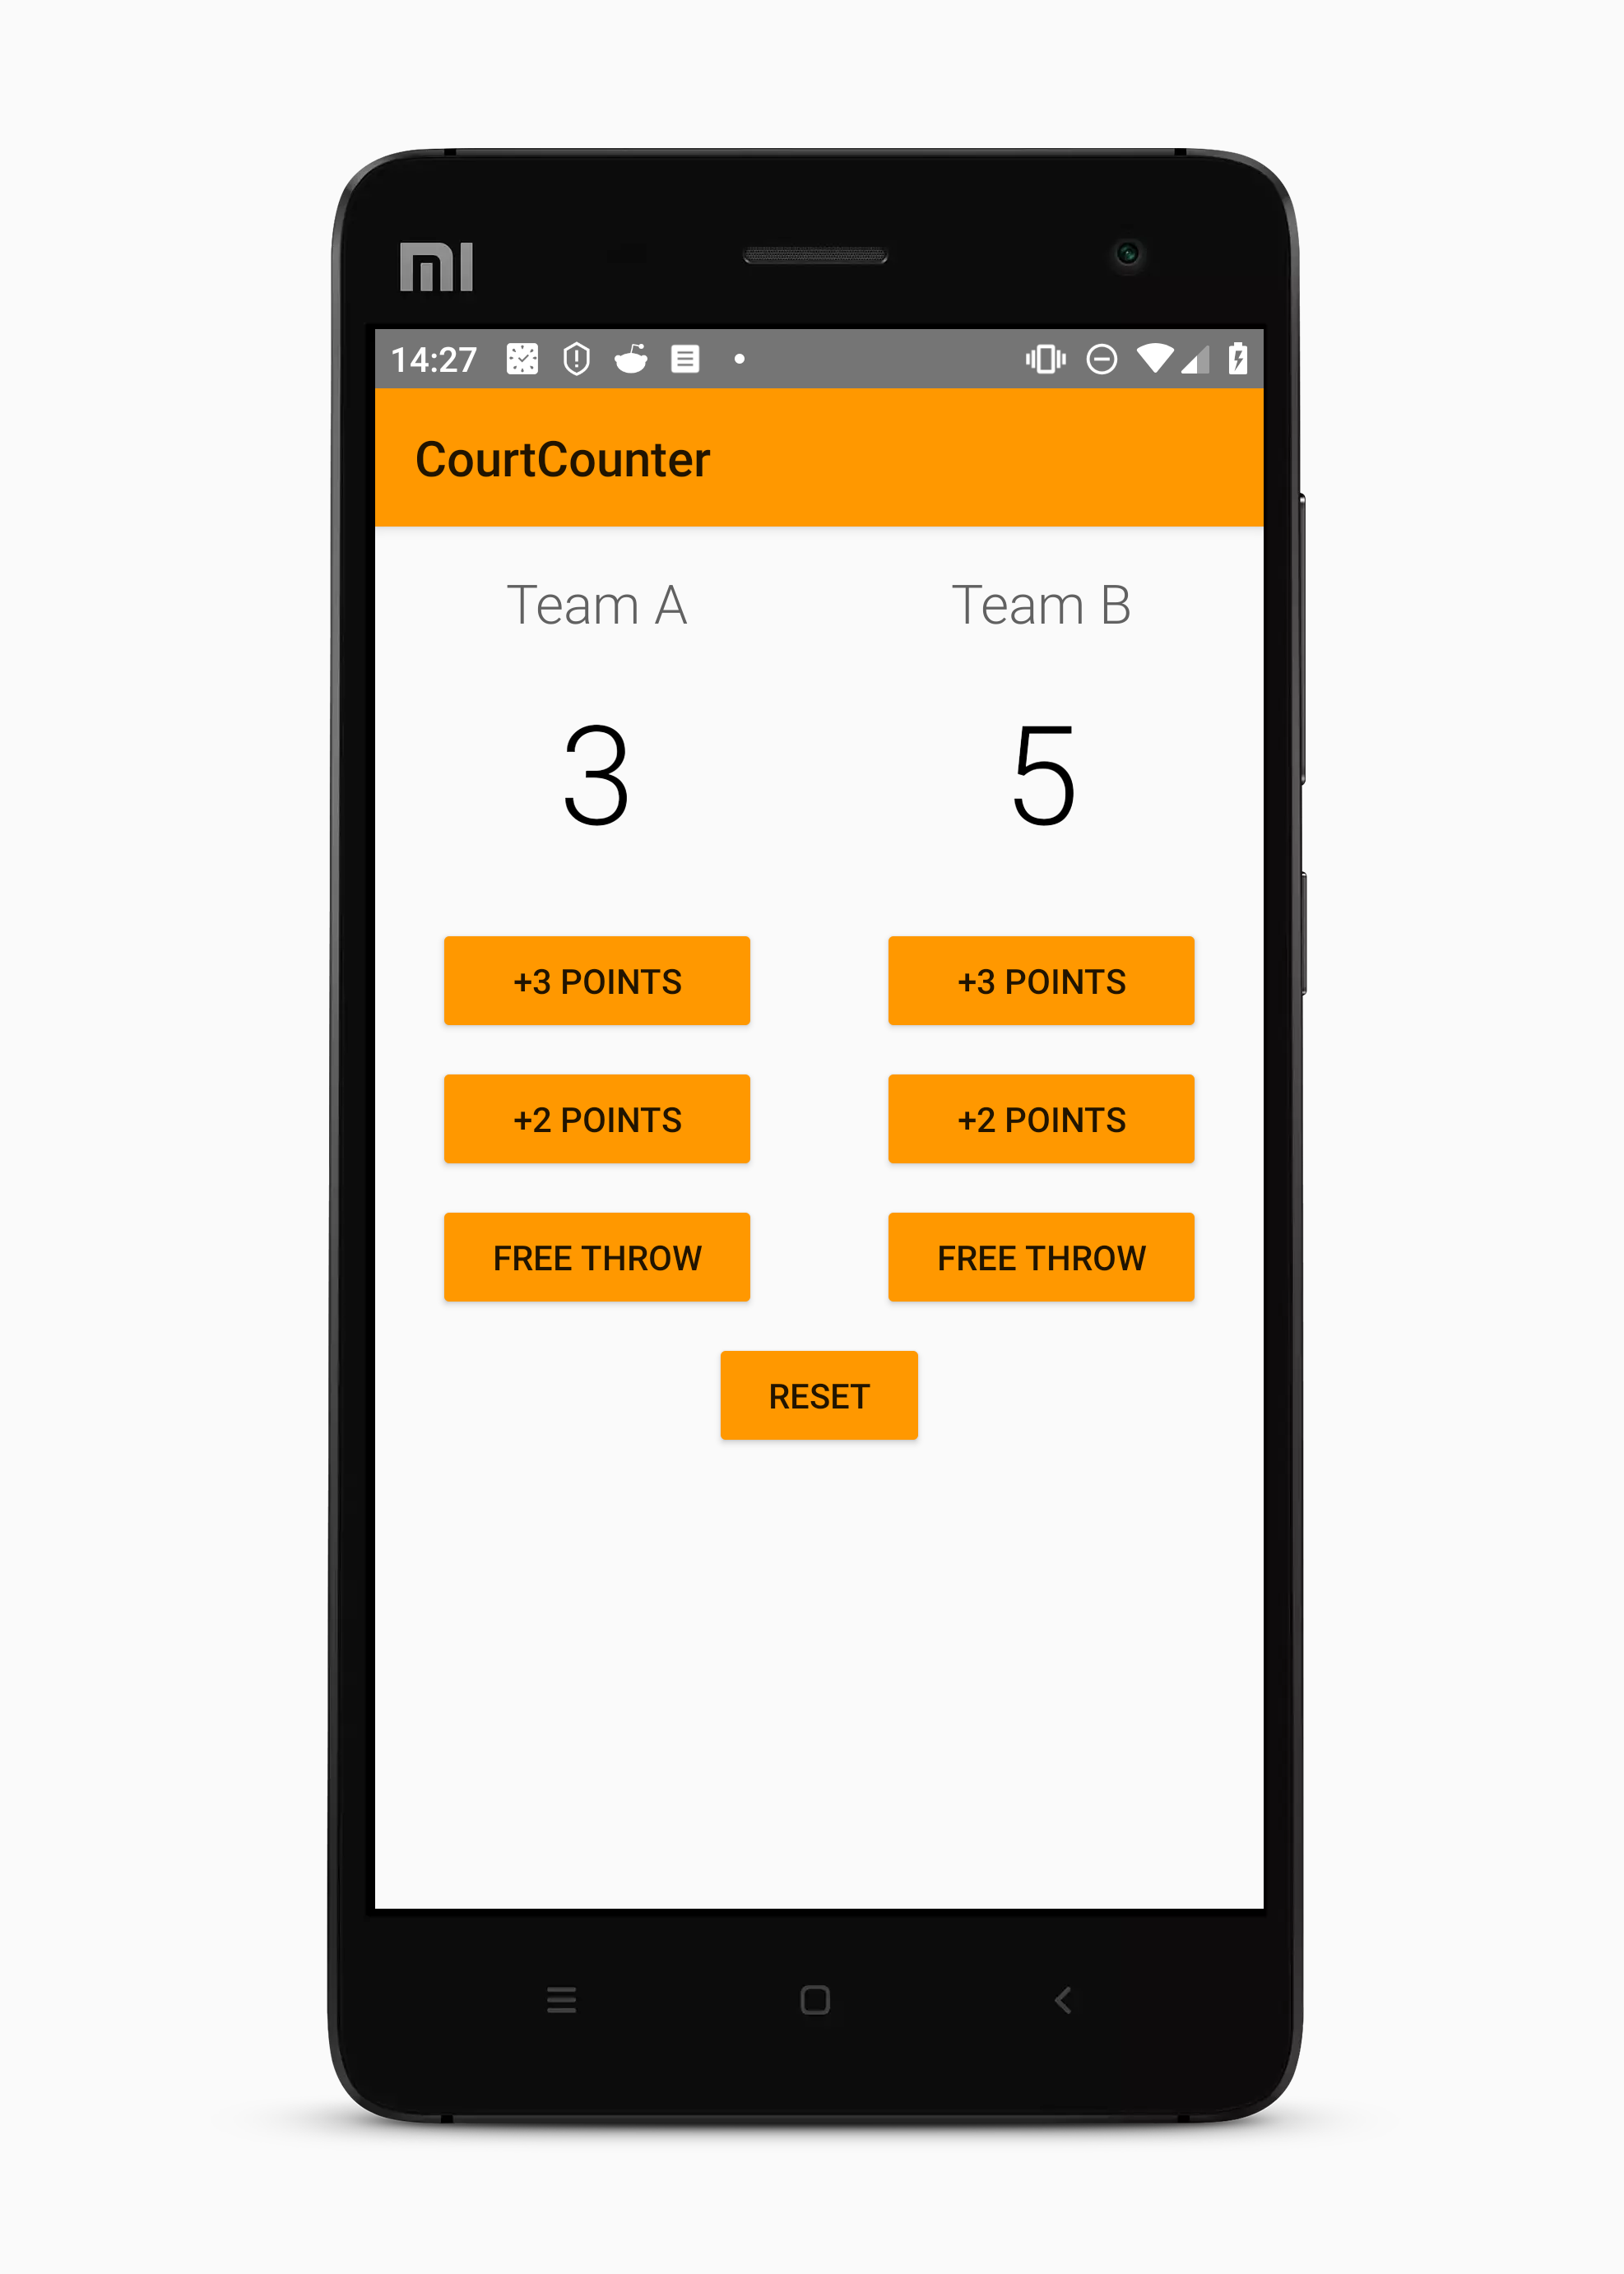 MI
14:27
CourtCounter
Team A Team B
3 5
+3 POINTS +3 POINTS
+2 POINTS +2 POINTS
FREE THROW FREE THROW
RESET